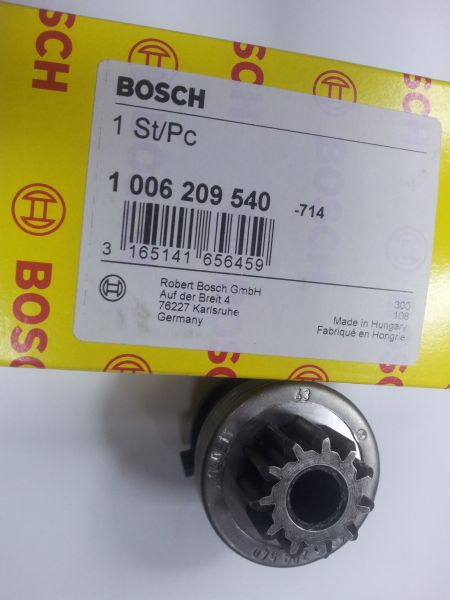 BOSCH
BOSCH
BOSCH
1 St/Pc
1 006 209 540 -714
3 165141 656459
Robert Bosch GmbH
Auf der Breit 4
76227 Karlsruhe
Germany
300
108
Made in Hungary
Fabriqué en Hongrie
63